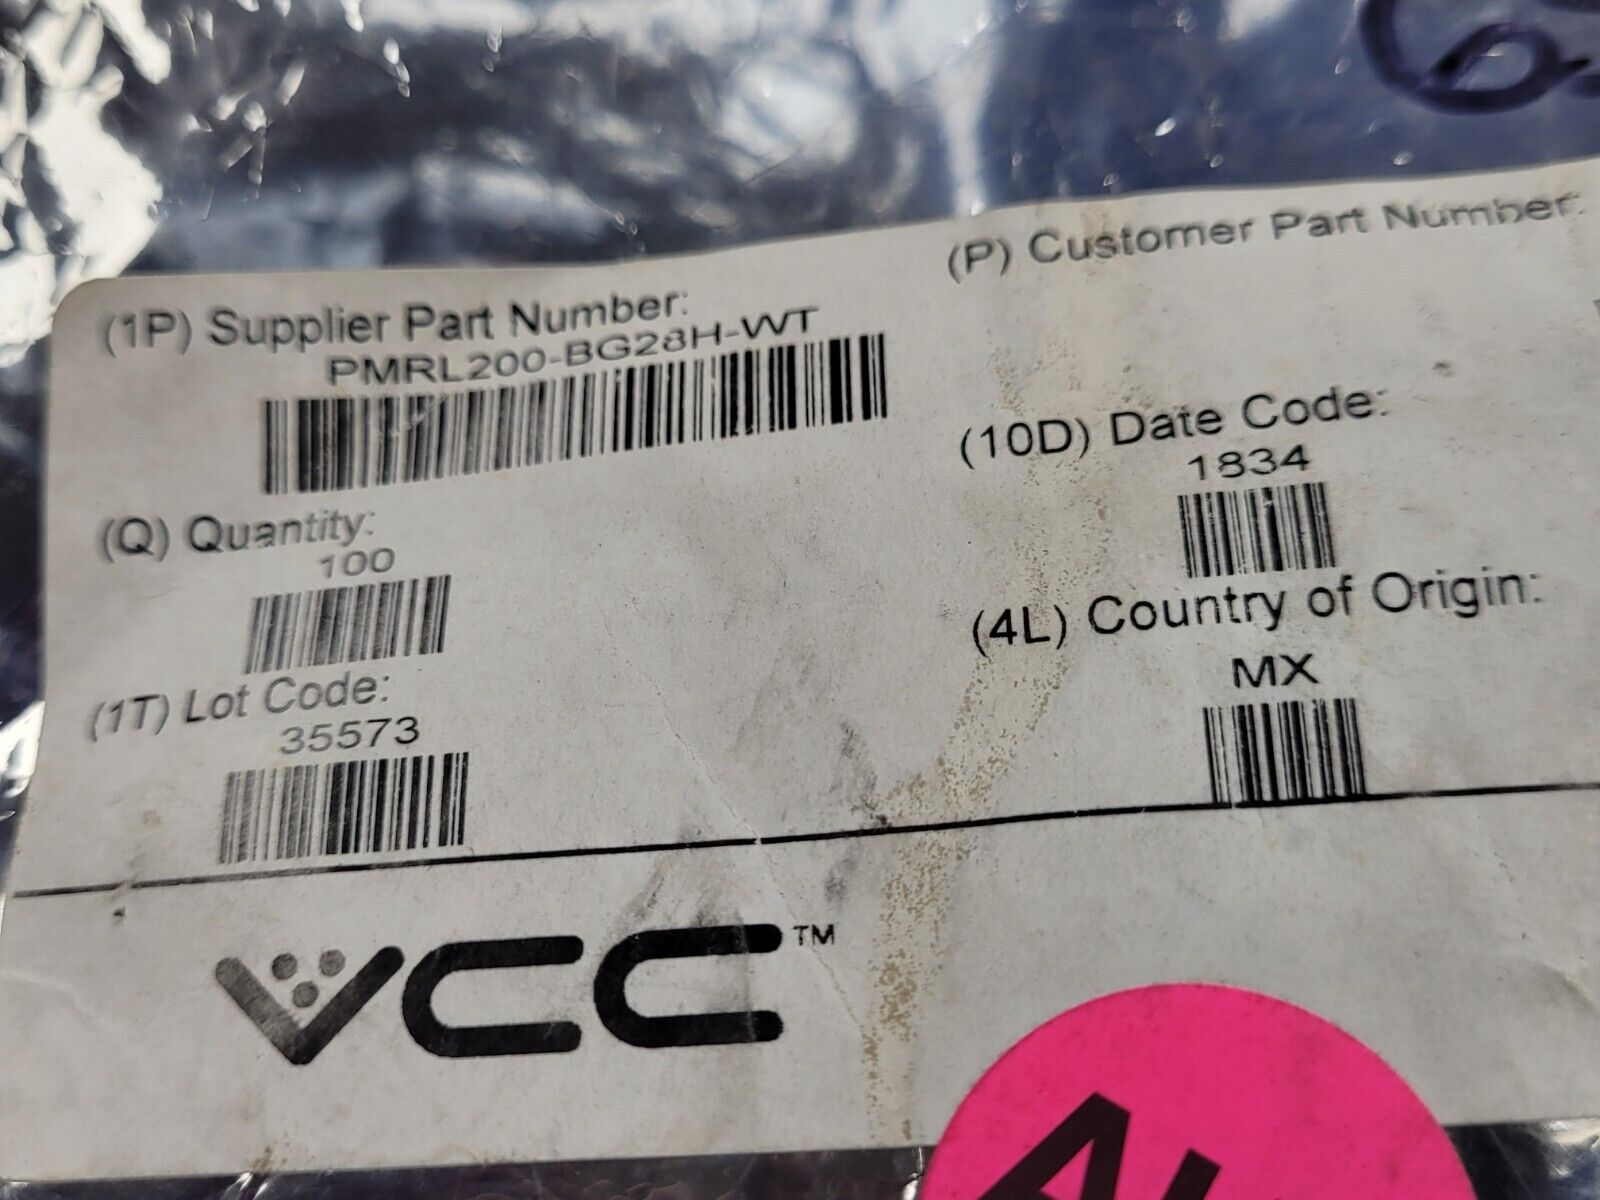 (1P) Supplier Part Number:
PMRL200-BG28H-WT
(Q) Quantity:
100
(1T) Lot Code:
35573
(P) Customer Part Number:
(10D) Date Code:
1834
(4L) Country of Origin:
MX
VCC™